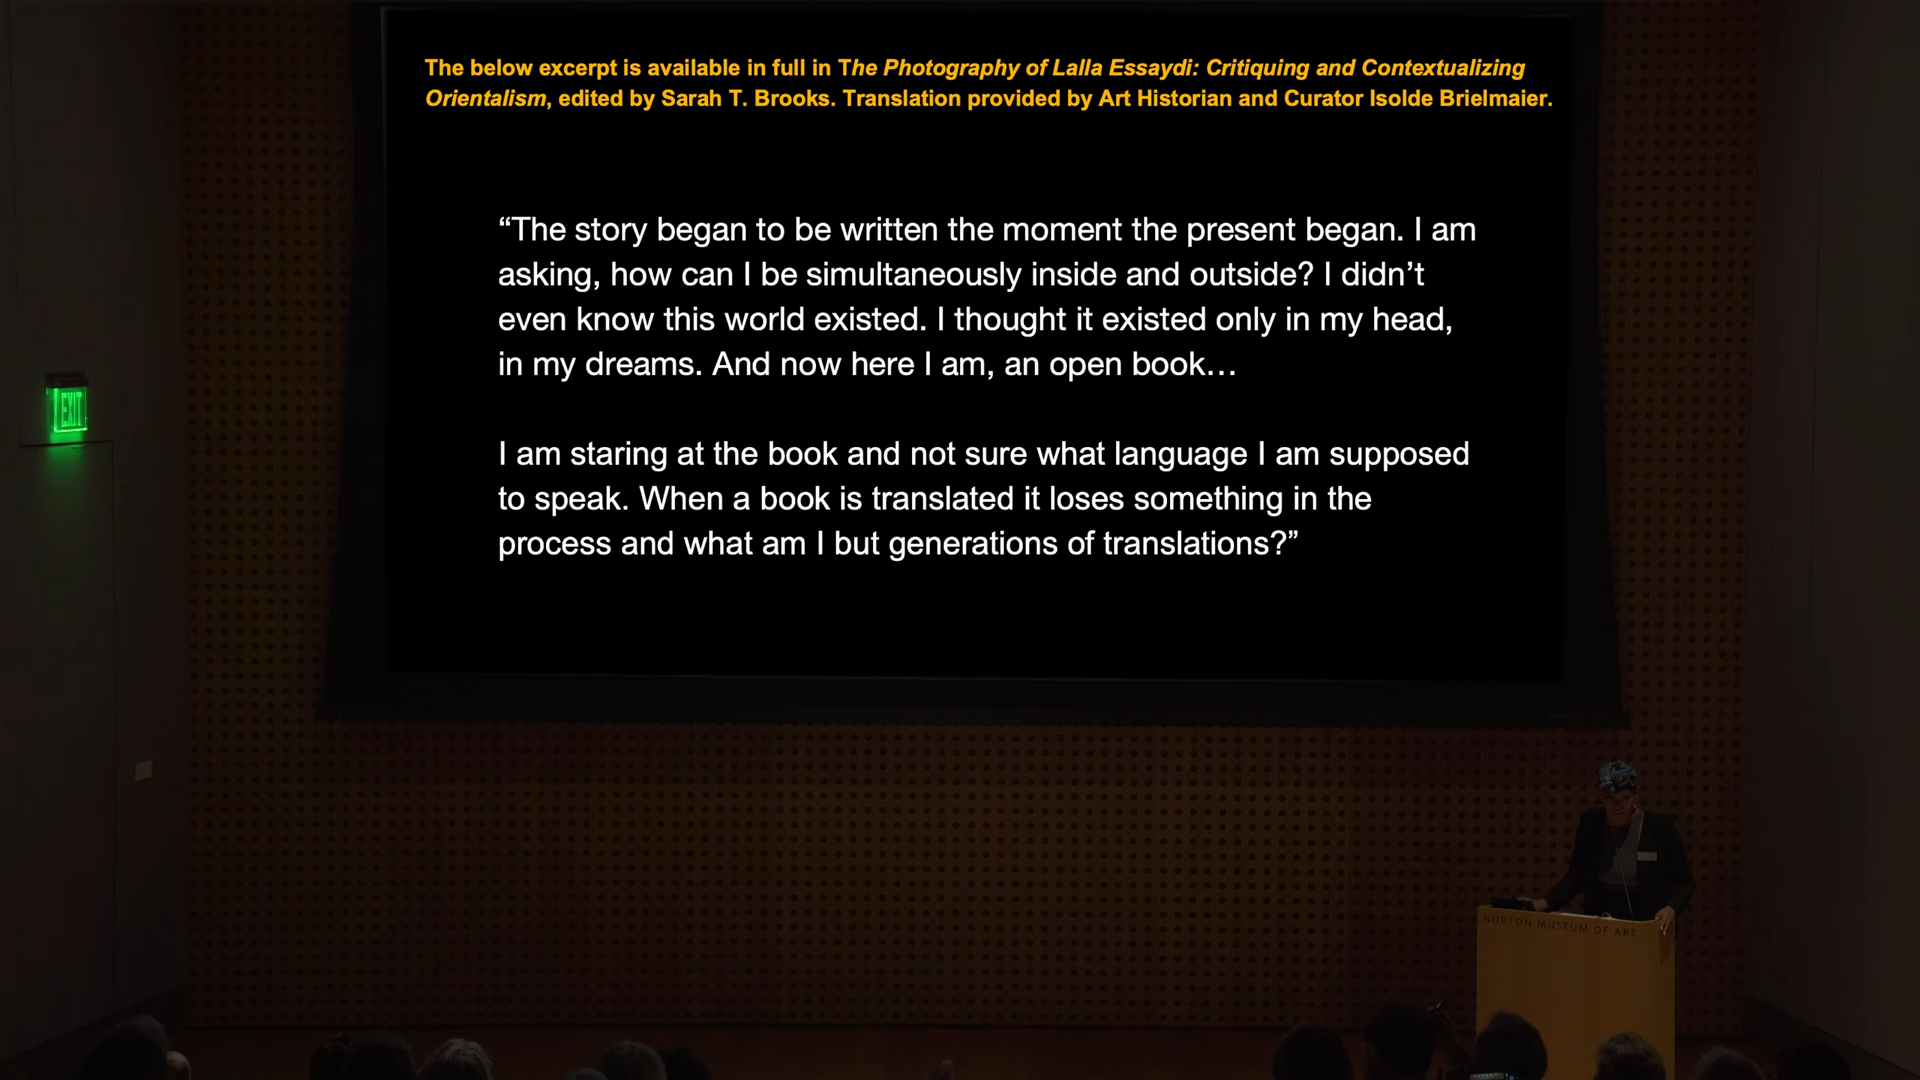 The below excerpt is available in full in The Photography of Lalla Essaydi: Critiquing and Contextualizing
Orientalism, edited by Sarah T. Brooks. Translation provided by Art Historian and Curator Isolde Brielmaier.
“The story began to be written the moment the present began. I am
asking, how can I be simultaneously inside and outside? I didn’t
even know this world existed. I thought it existed only in my head,
in my dreams. And now here I am, an open book…
I am staring at the book and not sure what language I am supposed
to speak. When a book is translated it loses something in the
process and what am I but generations of translations?”
EXIT
NORTON MUSEUM OF ART